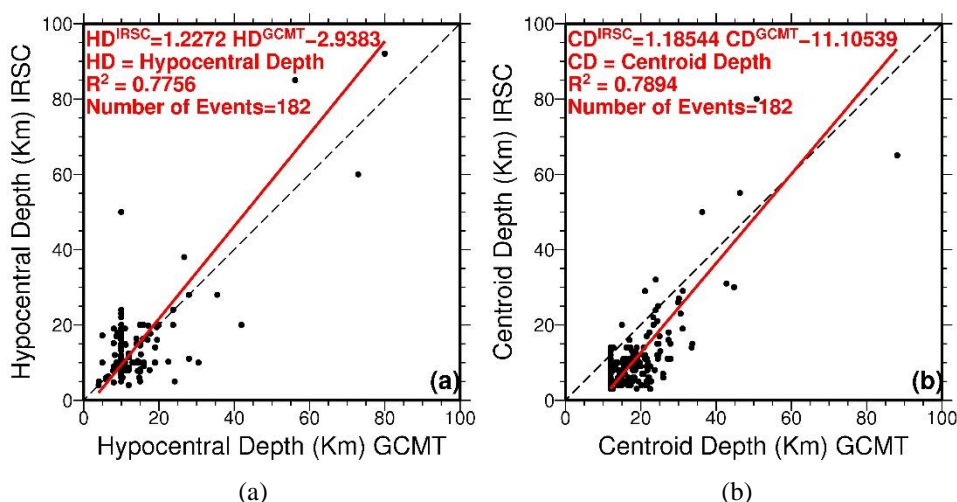 HD^IRSC=1.2272 HD^GCMT−2.9383
HD = Hypocentral Depth
R² = 0.7756
Number of Events=182
100
80
60
40
20
0
Hypocentral Depth (Km) IRSC
(a)
0 20 40 60 80 100
Hypocentral Depth (Km) GCMT
(a)
CD^IRSC=1.18544 CD^GCMT−11.10539
CD = Centroid Depth
R² = 0.7894
Number of Events=182
100
80
60
40
20
0
Centroid Depth (Km) IRSC
(b)
0 20 40 60 80 100
Centroid Depth (Km) GCMT
(b)